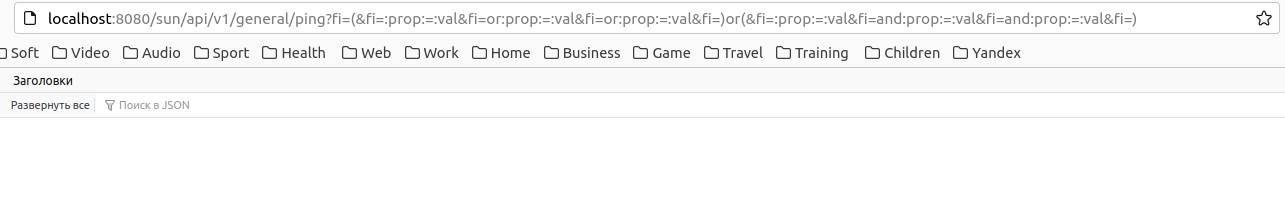 localhost:8080/sun/api/v1/general/ping?fi=(&fi=:prop:=:val&fi=or:prop:=:val&fi=or:prop:=:val&fi=)or(&fi=:prop:=:val&fi=and:prop:=:val&fi=and:prop:=:val&fi=)
Soft Video Audio Sport Health Web Work Home Business Game Travel Training Children Yandex
Заголовки
Развернуть все Поиск в JSON